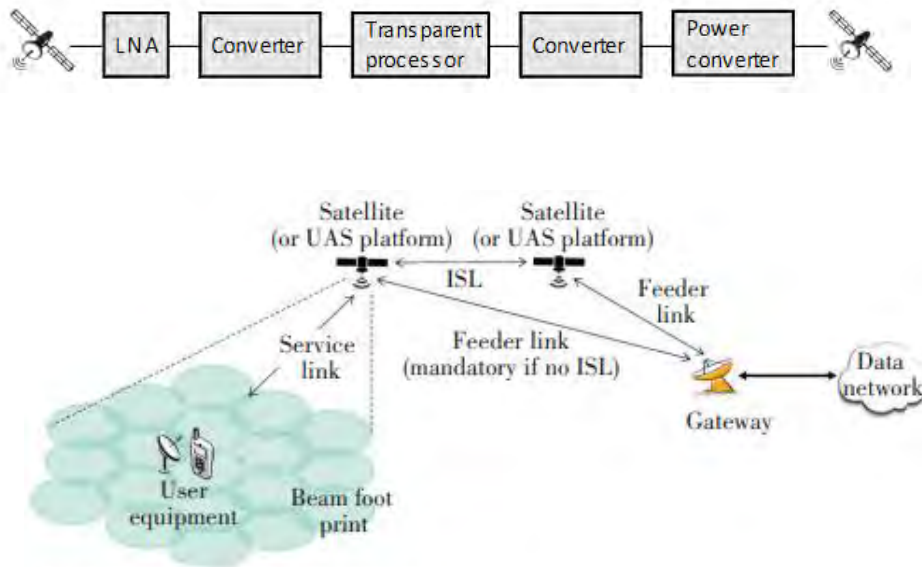 LNA
Converter
Transparent
processor
Converter
Power
converter
Satellite
(or UAS platform)
Satellite
(or UAS platform)
ISL
Feeder
link
Service
link
Feeder link
(mandatory if no ISL)
Data
network
Gateway
User
equipment
Beam foot
print